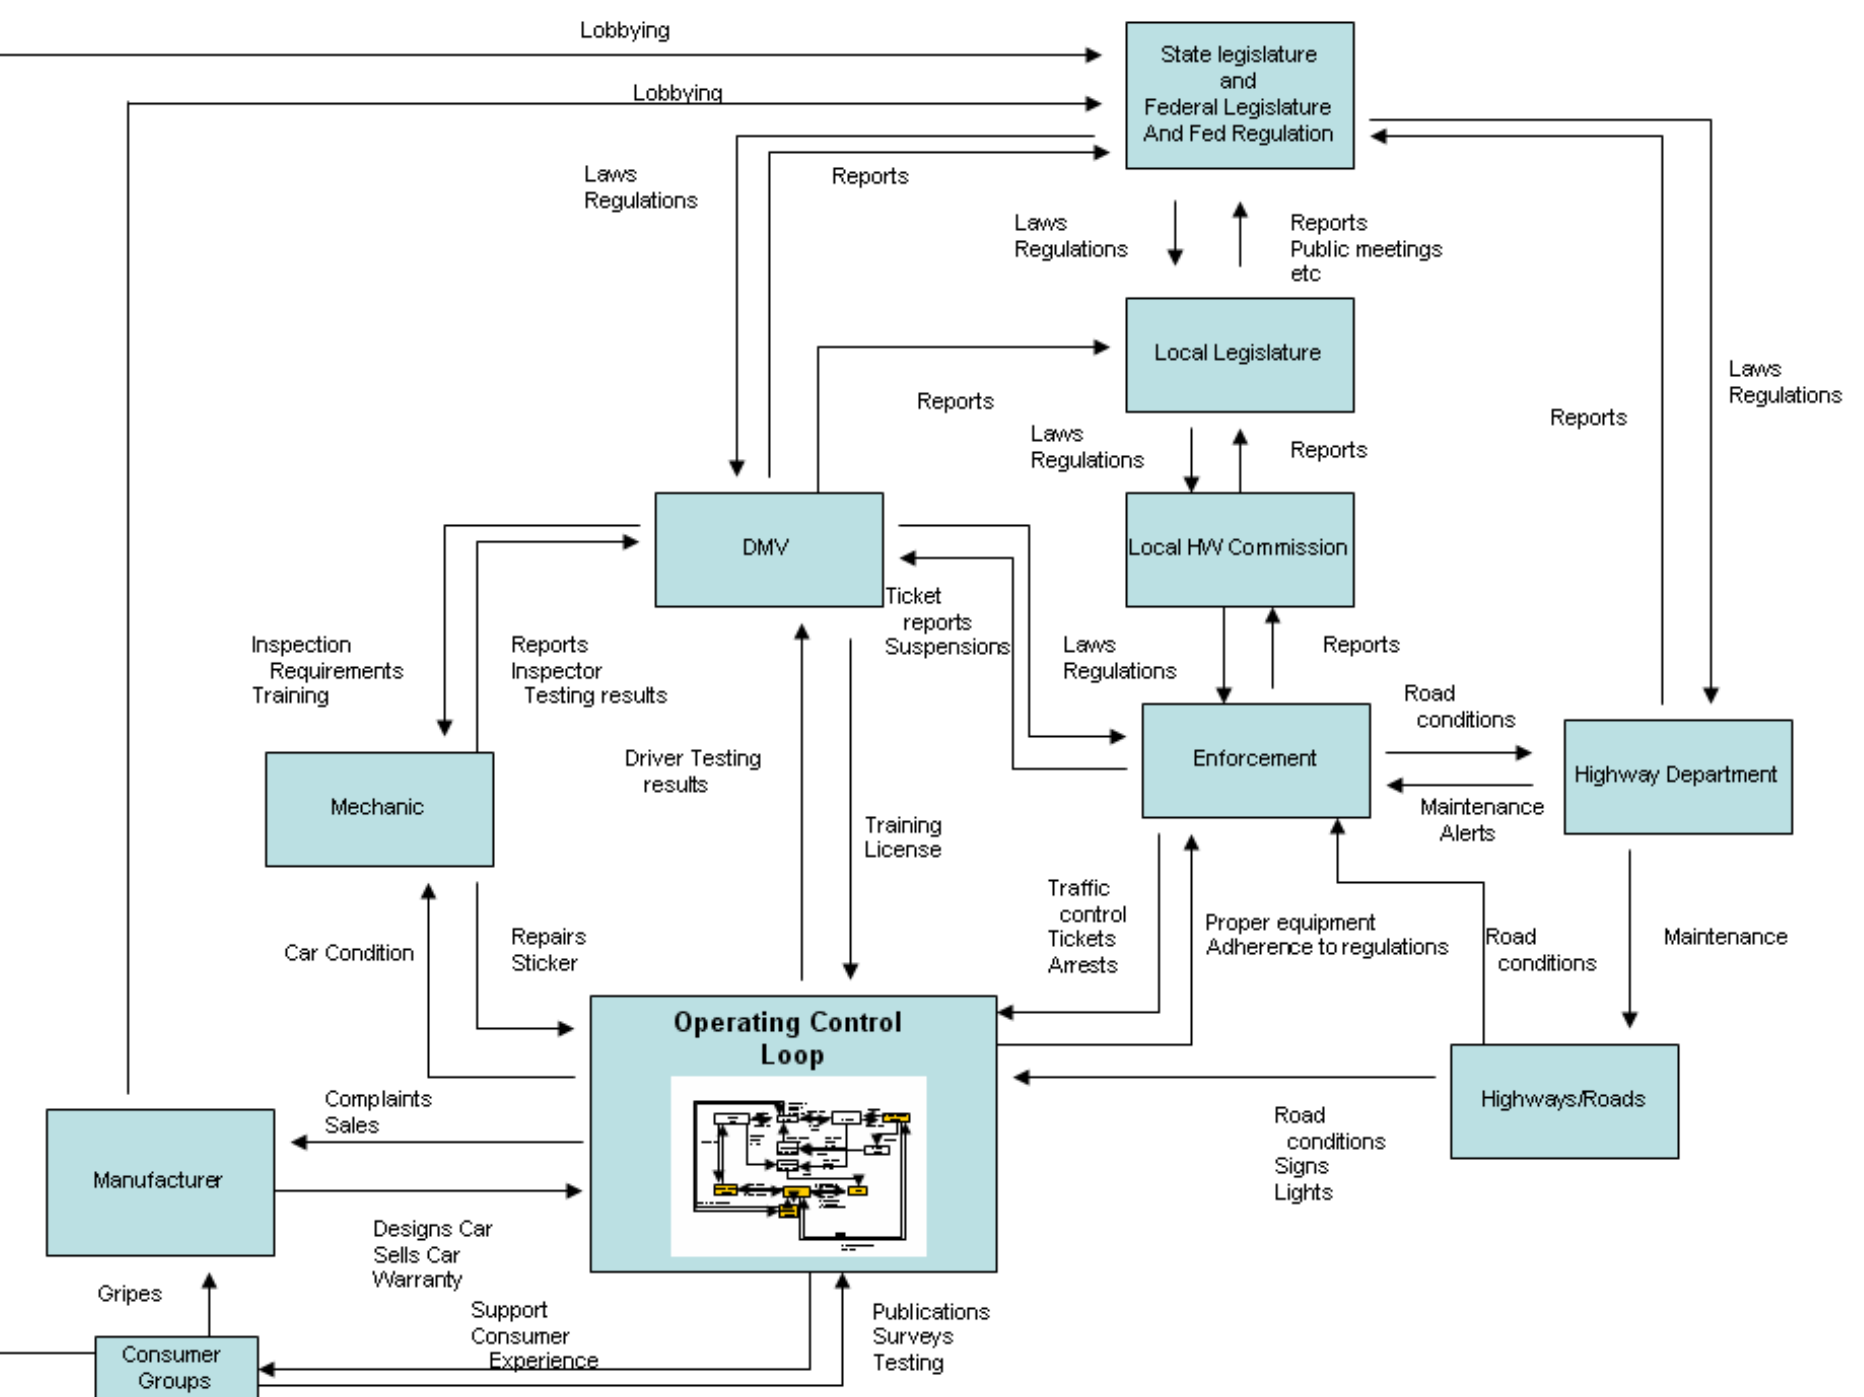 Lobbying
State legislature
and
Federal Legislature
And Fed Regulation
Lobbying
Laws
Regulations
Reports
Laws
Regulations
Reports
Public meetings
etc
Local Legislature
Laws
Regulations
Reports
Reports
Laws
Regulations
Reports
DMV
Local HW Commission
Ticket
reports
Suspensions
Inspection
Requirements
Training
Reports
Inspector
Testing results
Laws
Regulations
Reports
Road
conditions
Driver Testing
results
Enforcement
Highway Department
Mechanic
Maintenance
Alerts
Training
License
Traffic
control
Tickets
Arrests
Proper equipment
Adherence to regulations
Road
conditions
Maintenance
Car Condition
Repairs
Sticker
Operating Control
Loop
Complaints
Sales
Highways/Roads
Road
conditions
Signs
Lights
Manufacturer
Designs Car
Sells Car
Warranty
Gripes
Support
Consumer
Experience
Publications
Surveys
Testing
Consumer
Groups